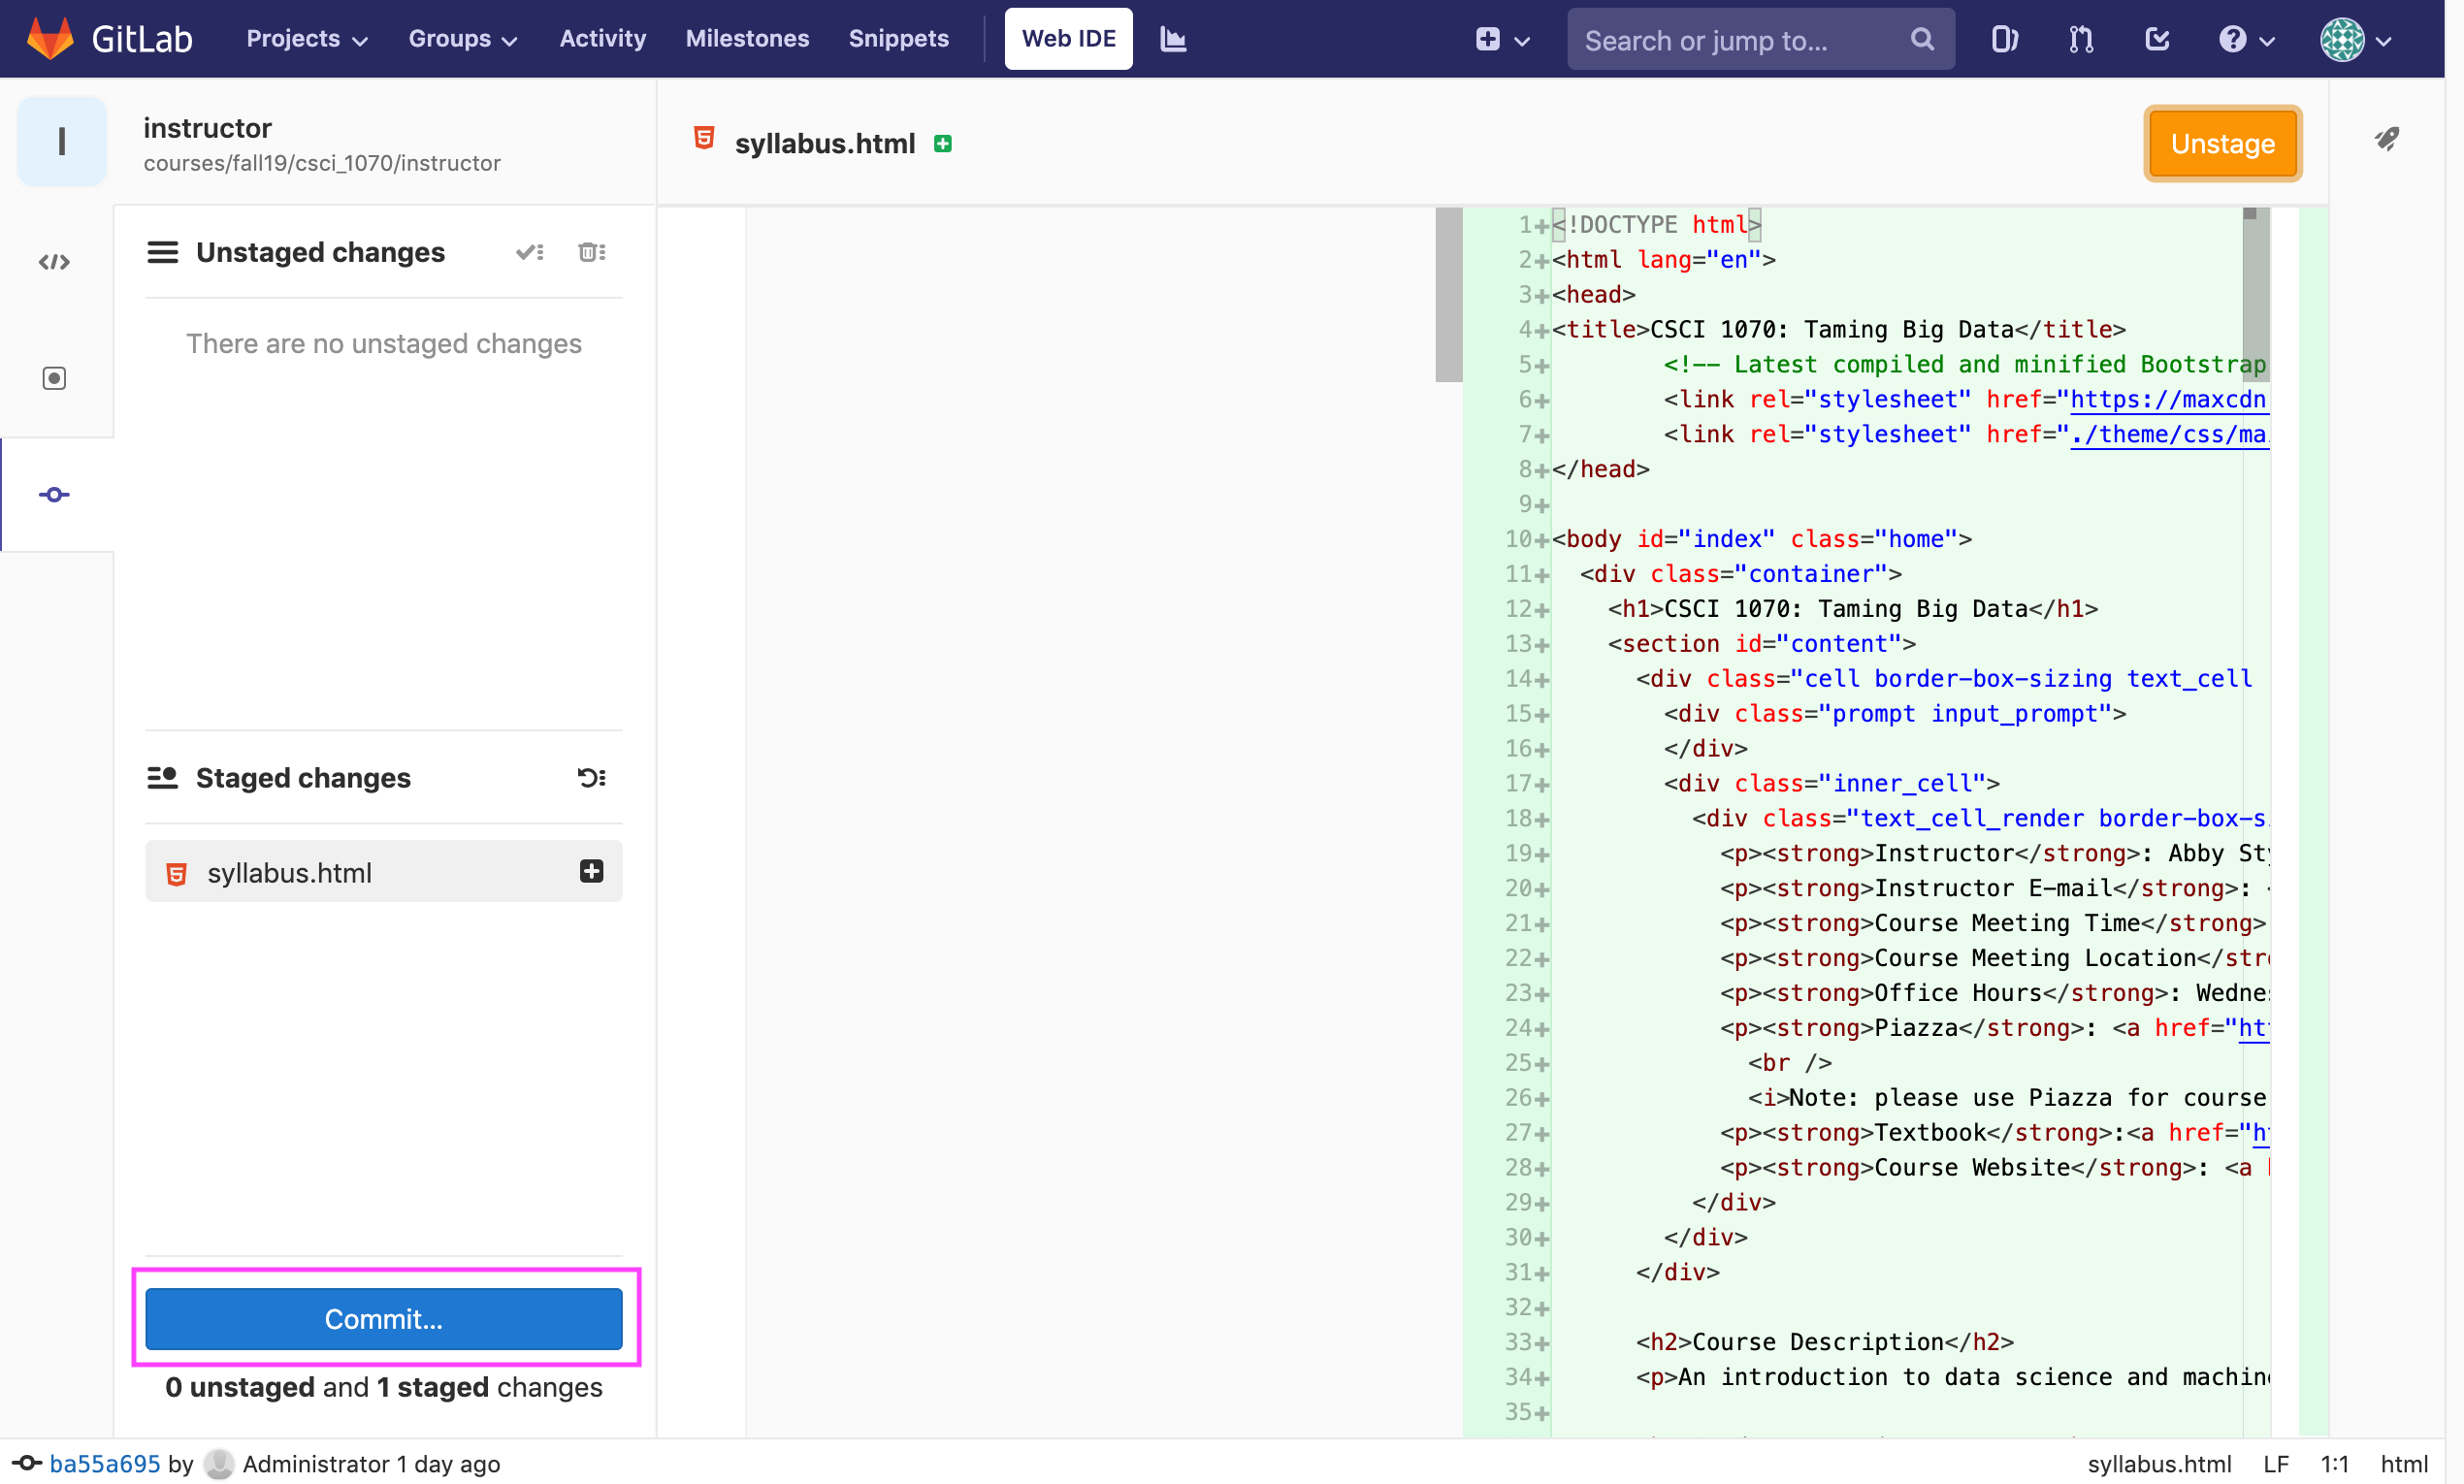 GitLab Projects Groups Activity Milestones Snippets Web IDE Search or jump to...
I
instructor
courses/fall19/csci_1070/instructor
syllabus.html
Unstage
Unstaged changes
There are no unstaged changes
Staged changes
syllabus.html
Commit...
0 unstaged and 1 staged changes
1+<!DOCTYPE html>
2+<html lang="en">
3+<head>
4+<title>CSCI 1070: Taming Big Data</title>
5+ <!-- Latest compiled and minified Bootstrap
6+ <link rel="stylesheet" href="https://maxcdn
7+ <link rel="stylesheet" href="./theme/css/ma
8+</head>
9+
10+<body id="index" class="home">
11+ <div class="container">
12+ <h1>CSCI 1070: Taming Big Data</h1>
13+ <section id="content">
14+ <div class="cell border-box-sizing text_cell
15+ <div class="prompt input_prompt">
16+ </div>
17+ <div class="inner_cell">
18+ <div class="text_cell_render border-box-s
19+ <p><strong>Instructor</strong>: Abby
20+ <p><strong>Instructor E-mail</strong>: <
21+ <p><strong>Course Meeting Time</strong>
22+ <p><strong>Course Meeting Location</str
23+ <p><strong>Office Hours</strong>: Wednes
24+ <p><strong>Piazza</strong>: <a href="ht
25+ <br />
26+ <i>Note: please use Piazza for course
27+ <p><strong>Textbook</strong>:<a href="h
28+ <p><strong>Course Website</strong>: <a
29+ </div>
30+ </div>
31+ </div>
32+
33+ <h2>Course Description</h2>
34+ <p>An introduction to data science and machin
35+
ba55a695 by Administrator 1 day ago
syllabus.html LF 1:1 html